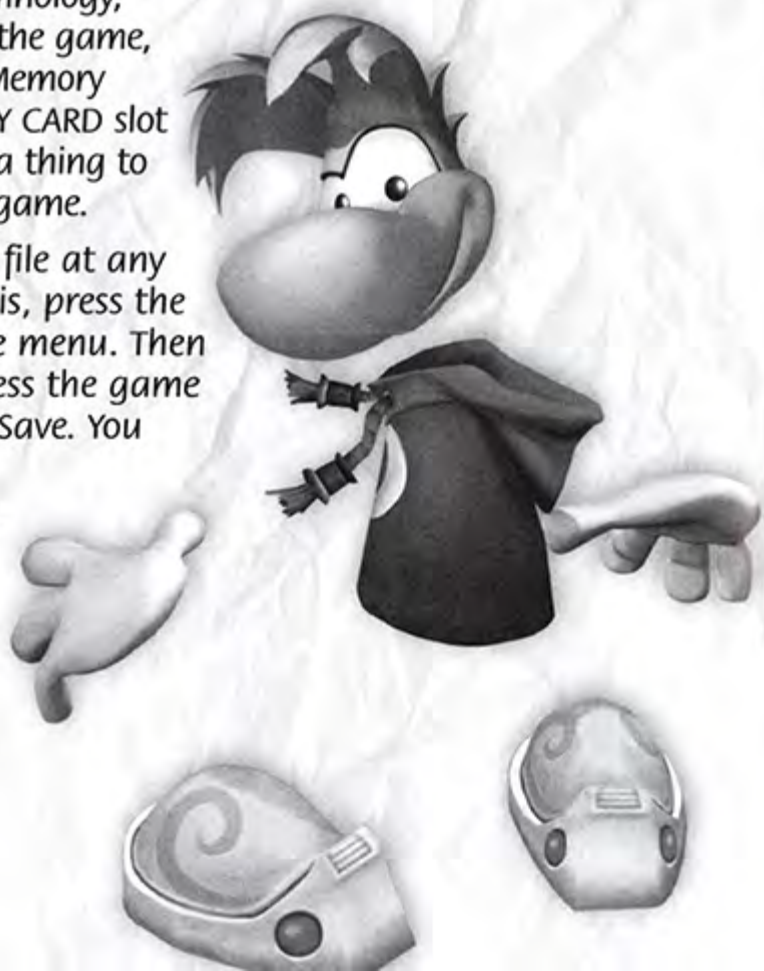 hnology,
the game,
Memory
Y CARD slot
a thing to
game.
file at any
is, press the
e menu. Then
ess the game
Save. You